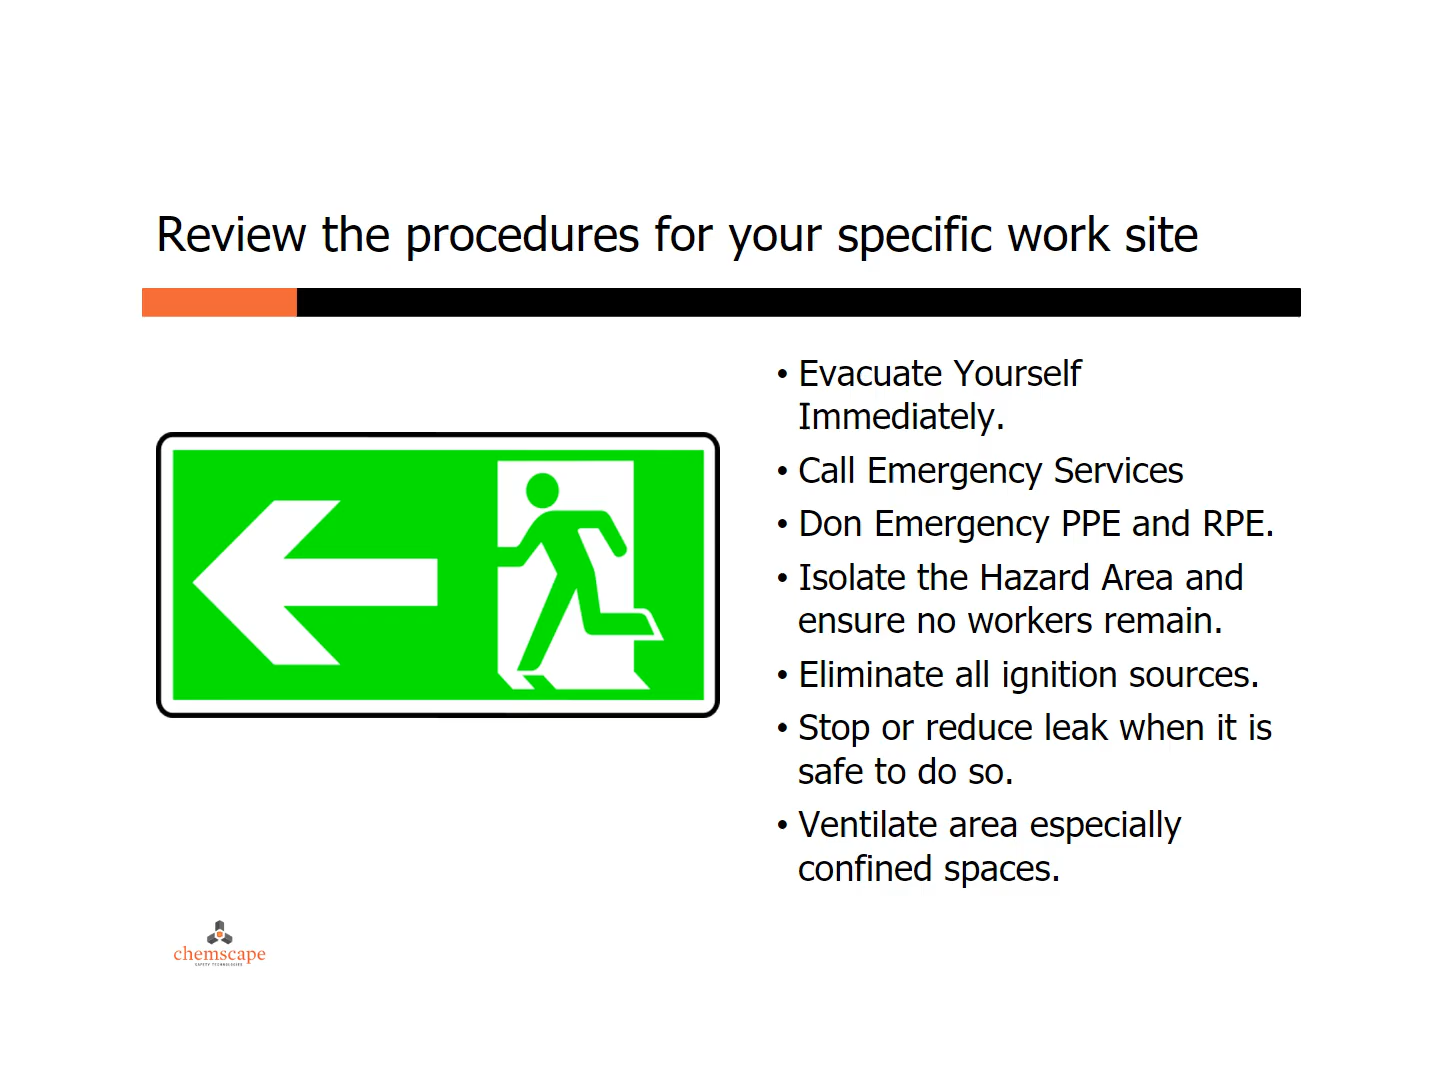 Review the procedures for your specific work site
• Evacuate Yourself
Immediately.
• Call Emergency Services
• Don Emergency PPE and RPE.
• Isolate the Hazard Area and
ensure no workers remain.
• Eliminate all ignition sources.
• Stop or reduce leak when it is
safe to do so.
• Ventilate area especially
confined spaces.
chemscape
SAFETY TECHNOLOGIES